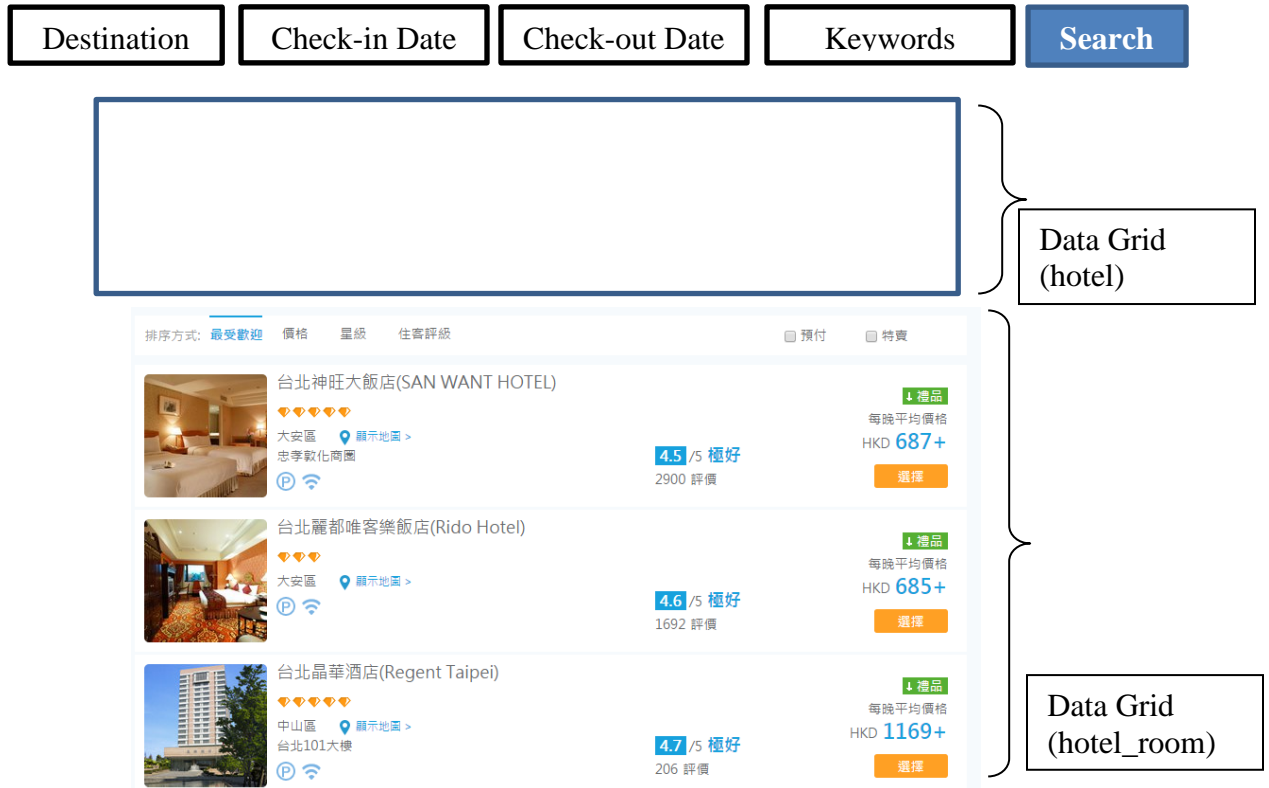 Destination
Check-in Date
Check-out Date
Keywords
Search
Data Grid
(hotel)
排序方式: 最受歡迎 價格 星級 住客評級 預付 特賣
台北神旺大飯店(SAN WANT HOTEL)
大安區 顯示地圖 >
忠孝敦化商圈
P
4.5 /5 極好
2900 評價
↓禮品
每晚平均價格
HKD 687+
選擇
台北麗都唯客樂飯店(Rido Hotel)
大安區 顯示地圖 >
P
4.6 /5 極好
1692 評價
↓禮品
每晚平均價格
HKD 685+
選擇
台北晶華酒店(Regent Taipei)
中山區 顯示地圖 >
台北101大樓
P
4.7 /5 極好
206 評價
↓禮品
每晚平均價格
HKD 1169+
選擇
Data Grid
(hotel_room)